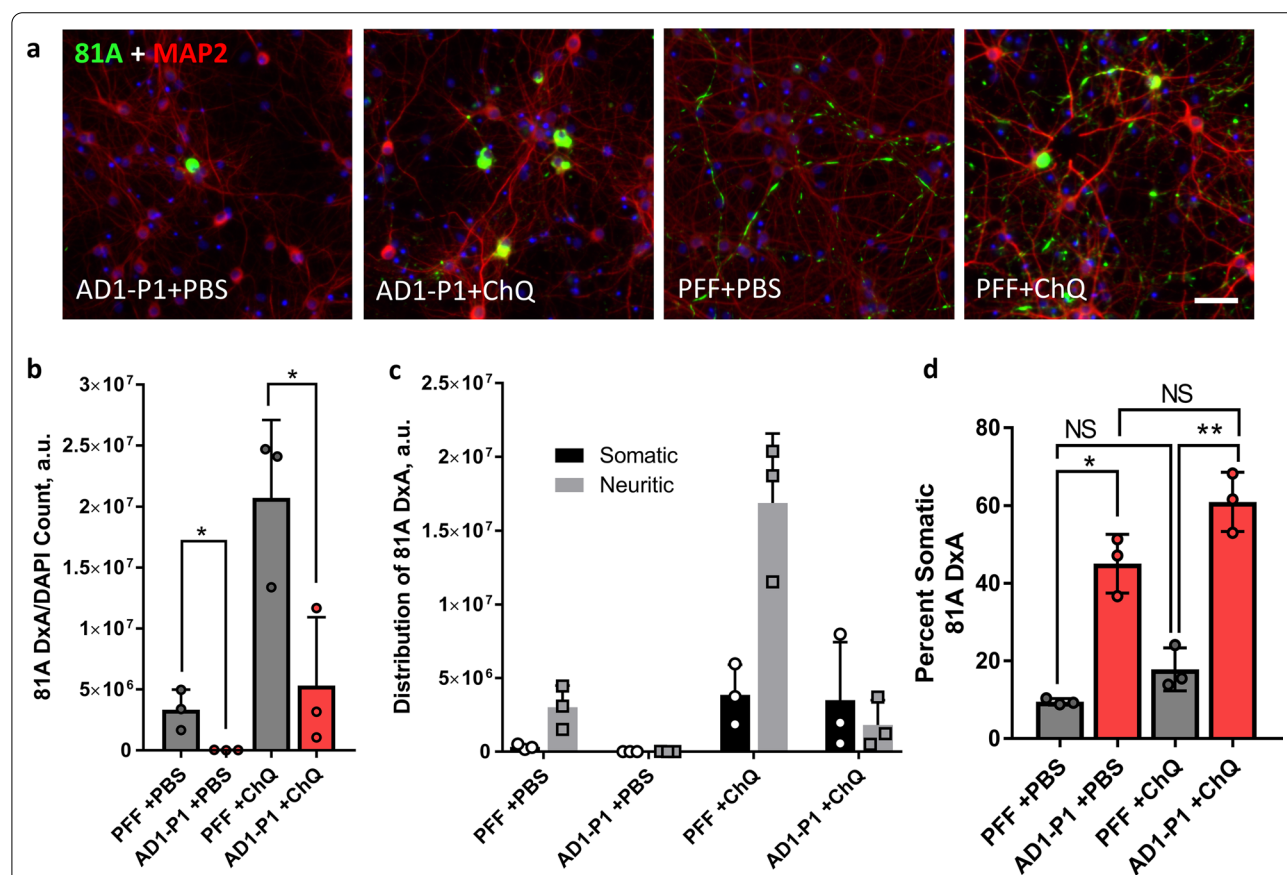 a
81A + MAP2
AD1-P1+PBS
AD1-P1+ChQ
PFF+PBS
PFF+ChQ
b
81A DxA/DAPI Count, a.u.
3×10⁷
2.5×10⁷
2×10⁷
1.5×10⁷
1×10⁷
5×10⁶
0
*
*
PFF +PBS
AD1-P1 +PBS
PFF +ChQ
AD1-P1 +ChQ
c
Distribution of 81A DxA, a.u.
2.5×10⁷
2.0×10⁷
1.5×10⁷
1.0×10⁷
5.0×10⁶
0
Somatic
Neuritic
PFF +PBS
AD1-P1 +PBS
PFF +ChQ
AD1-P1 +ChQ
d
Percent Somatic
81A DxA
80
60
40
20
0
NS
NS
**
*
PFF +PBS
AD1-P1 +PBS
PFF +ChQ
AD1-P1 +ChQ